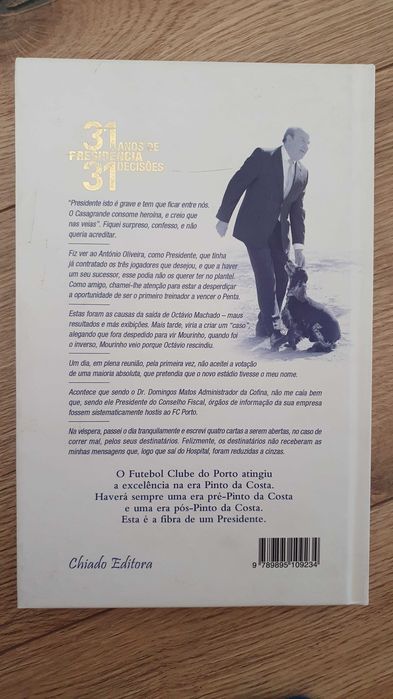 31 ANOS DE
PRESIDÊNCIA
31 DECISÕES
"Presidente isto é grave e tem que ficar entre nós.
O Casagrande consome heroína, e creio que
nas veias". Fiquei surpreso, confesso, e não
queria acreditar.
Fiz ver ao António Oliveira, como Presidente, que tinha
já contratado os três jogadores que desejou, e que a haver
um seu sucessor, esse podia não os querer ter no plantel.
Como amigo, chamei-lhe atenção para estar a desperdiçar
a oportunidade de ser o primeiro treinador a vencer o Penta.
Estas foram as causas da saída de Octávio Machado – maus
resultados e más exibições. Mais tarde, viria a criar um "caso",
alegando que fora despedido para vir Mourinho, quando foi
o inverso, Mourinho veio porque Octávio rescindiu.
Um dia, em plena reunião, pela primeira vez, não aceitei a votação
de uma maioria absoluta, que pretendia que o novo estádio tivesse o meu nome.
Acontece que sendo o Dr. Domingos Matos Administrador da Cofina, não me caía bem
que, sendo ele Presidente do Conselho Fiscal, órgãos de informação da sua empresa
fossem sistematicamente hostis ao FC Porto.
Na véspera, passei o dia tranquilamente e escrevi quatro cartas a serem abertas, no caso de
correr mal, pelos seus destinatários. Felizmente, os destinatários não receberam as
minhas mensagens que, logo que saí do Hospital, foram reduzidas a cinzas.
O Futebol Clube do Porto atingiu
a excelência na era Pinto da Costa.
Haverá sempre uma era pré-Pinto da Costa
e uma era pós-Pinto da Costa.
Esta é a fibra de um Presidente.
Chiado Editora
9 789895 109234